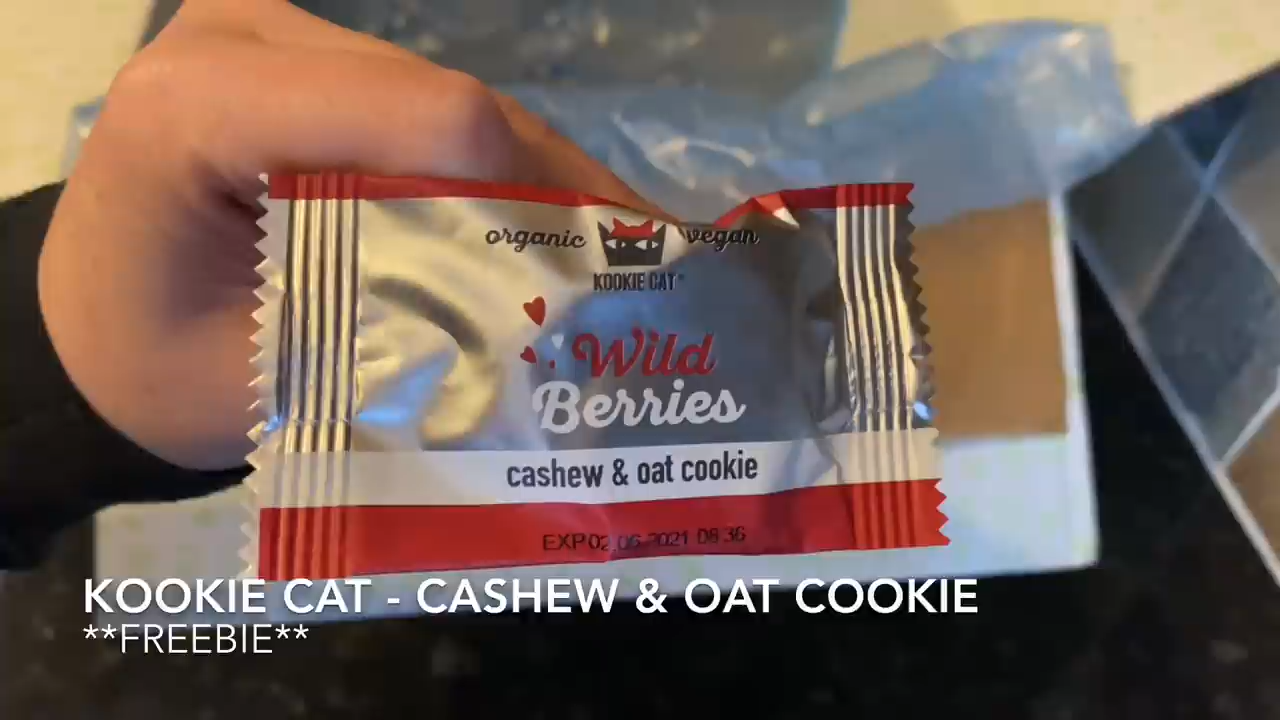 organic vegan
KOOKIE CAT
Wild
Berries
cashew & oat cookie
EXP 02.06.2021 08:36
KOOKIE CAT - CASHEW & OAT COOKIE
**FREEBIE**